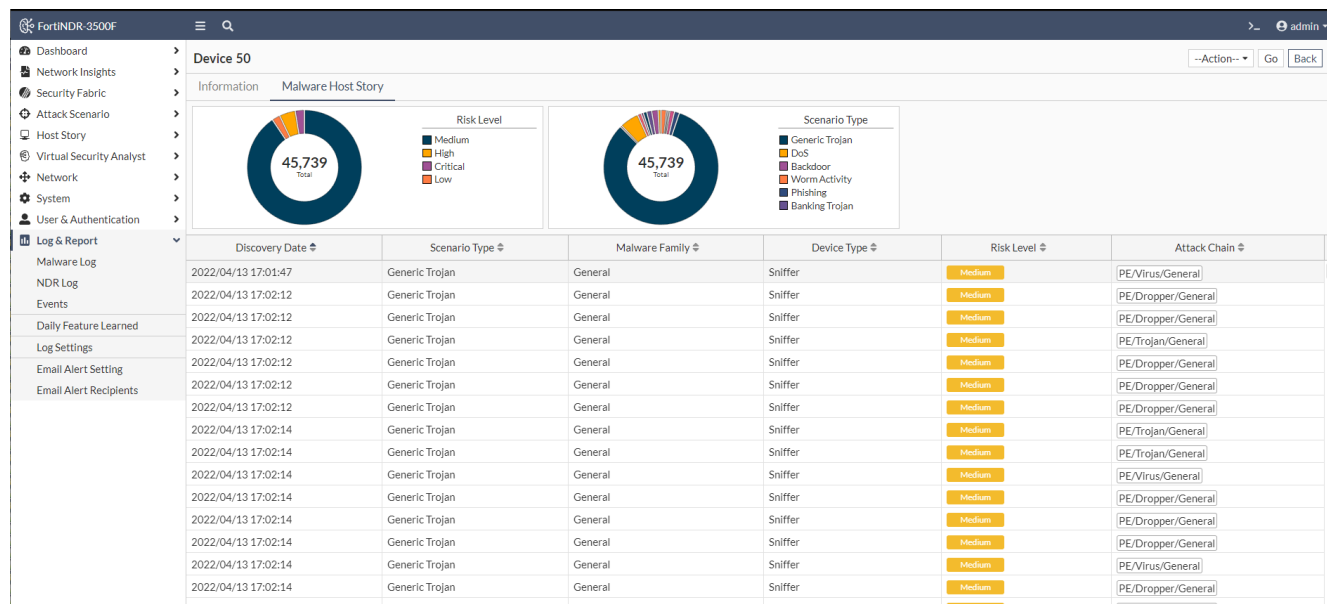 FortiNDR-3500F
>_ admin
Dashboard
Network Insights
Security Fabric
Attack Scenario
Host Story
Virtual Security Analyst
Network
System
User & Authentication
Log & Report
Malware Log
NDR Log
Events
Daily Feature Learned
Log Settings
Email Alert Setting
Email Alert Recipients
Device 50
--Action-- Go Back
Information Malware Host Story
45,739
Total
Risk Level
Medium
High
Critical
Low
45,739
Total
Scenario Type
Generic Trojan
DoS
Backdoor
Worm Activity
Phishing
Banking Trojan
Discovery Date Scenario Type Malware Family Device Type Risk Level Attack Chain
2022/04/13 17:01:47 Generic Trojan General Sniffer Medium PE/Virus/General
2022/04/13 17:02:12 Generic Trojan General Sniffer Medium PE/Dropper/General
2022/04/13 17:02:12 Generic Trojan General Sniffer Medium PE/Dropper/General
2022/04/13 17:02:12 Generic Trojan General Sniffer Medium PE/Trojan/General
2022/04/13 17:02:12 Generic Trojan General Sniffer Medium PE/Dropper/General
2022/04/13 17:02:12 Generic Trojan General Sniffer Medium PE/Dropper/General
2022/04/13 17:02:12 Generic Trojan General Sniffer Medium PE/Dropper/General
2022/04/13 17:02:14 Generic Trojan General Sniffer Medium PE/Trojan/General
2022/04/13 17:02:14 Generic Trojan General Sniffer Medium PE/Trojan/General
2022/04/13 17:02:14 Generic Trojan General Sniffer Medium PE/Virus/General
2022/04/13 17:02:14 Generic Trojan General Sniffer Medium PE/Dropper/General
2022/04/13 17:02:14 Generic Trojan General Sniffer Medium PE/Dropper/General
2022/04/13 17:02:14 Generic Trojan General Sniffer Medium PE/Dropper/General
2022/04/13 17:02:14 Generic Trojan General Sniffer Medium PE/Virus/General
2022/04/13 17:02:14 Generic Trojan General Sniffer Medium PE/Dropper/General